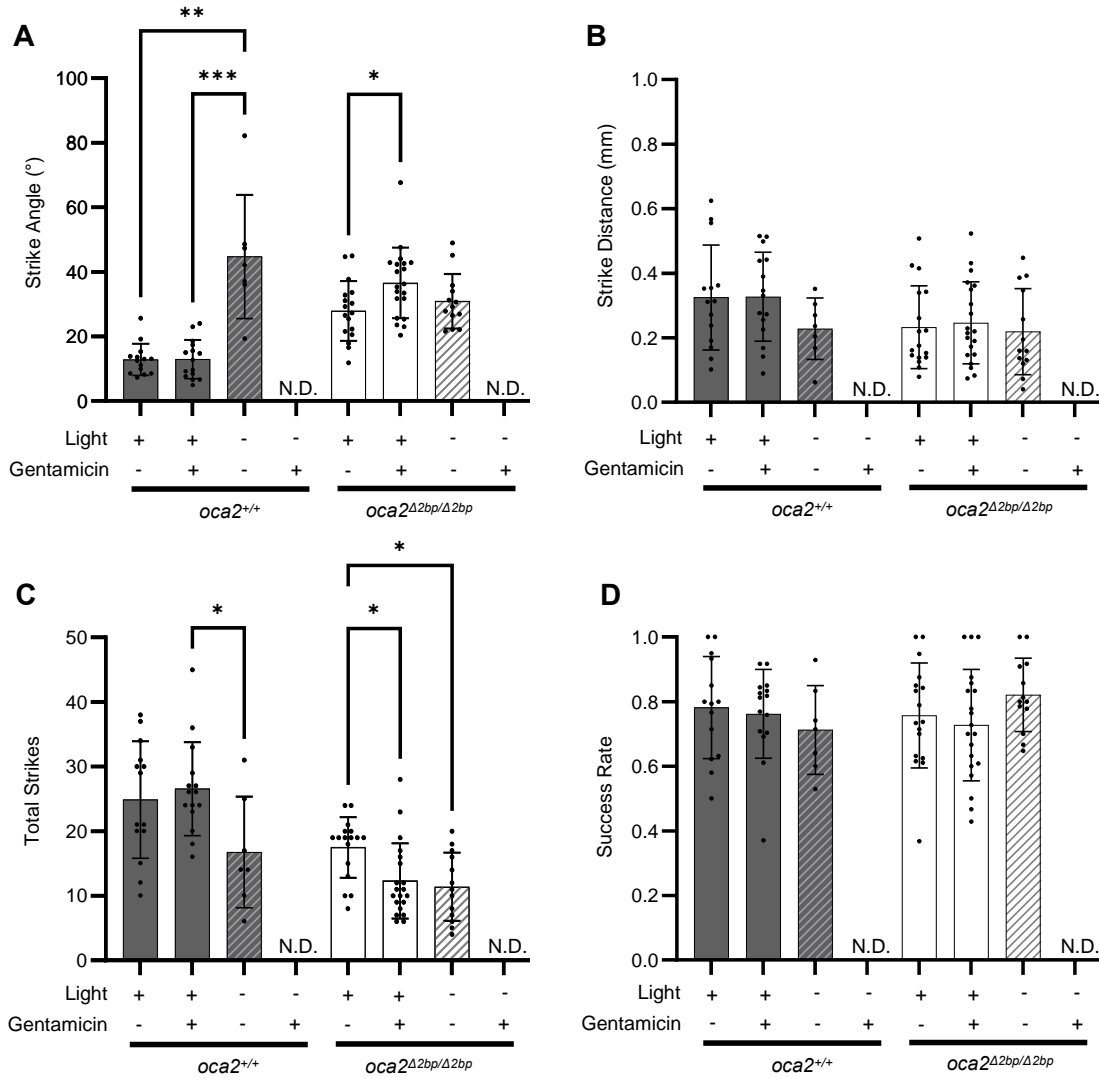 A
**
***
*
100
80
60
40
20
0
Strike Angle (°)
N.D.
N.D.
Light + + - - + + - -
Gentamicin - + - + - + - +
oca2+/+ oca2Δ2bp/Δ2bp
B
1.0
0.8
0.6
0.4
0.2
0.0
Strike Distance (mm)
N.D.
N.D.
Light + + - - + + - -
Gentamicin - + - + - + - +
oca2+/+ oca2Δ2bp/Δ2bp
C
*
*
*
50
40
30
20
10
0
Total Strikes
N.D.
N.D.
Light + + - - + + - -
Gentamicin - + - + - + - +
oca2+/+ oca2Δ2bp/Δ2bp
D
1.0
0.8
0.6
0.4
0.2
0.0
Success Rate
N.D.
N.D.
Light + + - - + + - -
Gentamicin - + - + - + - +
oca2+/+ oca2Δ2bp/Δ2bp